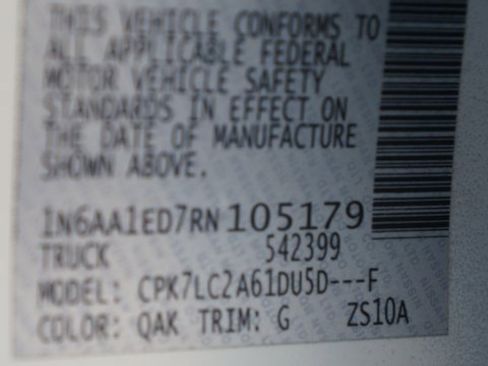 THIS VEHICLE CONFORMS TO
ALL APPLICABLE FEDERAL
MOTOR VEHICLE SAFETY
STANDARDS IN EFFECT ON
THE DATE OF MANUFACTURE
SHOWN ABOVE.
1N6AA1ED7RN105179
TRUCK 542399
MODEL: CPK7LC2A61DU5D---F
COLOR: QAK TRIM: G ZS10A